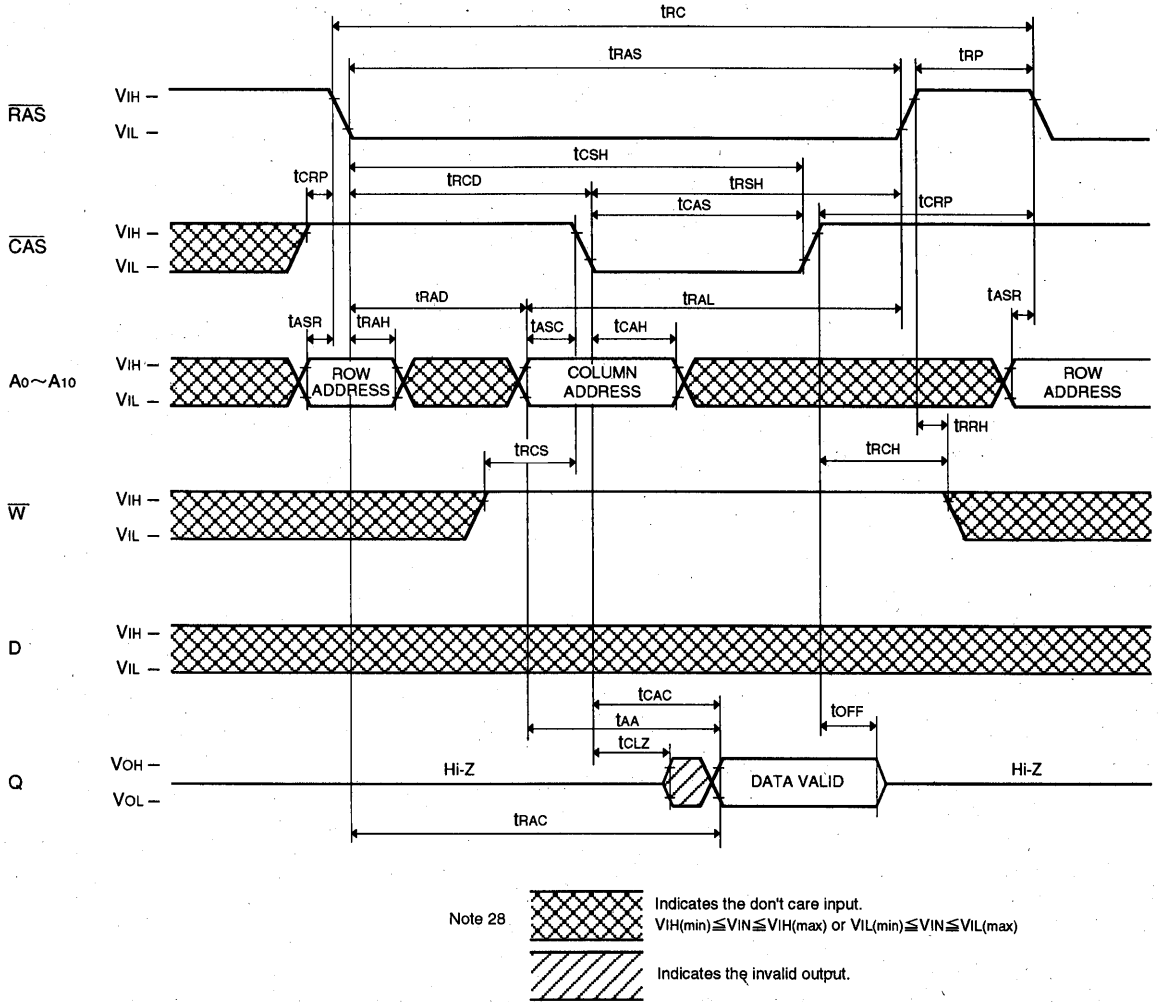 tRC
tRAS
tRP
RAS
VIH –
VIL –
tCSH
tCRP
tRCD
tRSH
tCAS
tCRP
CAS
VIH –
VIL –
tRAD
tRAL
tASR
tRAH
tASC
tCAH
tASR
A0~A10
VIH –
VIL –
ROW
ADDRESS
COLUMN
ADDRESS
ROW
ADDRESS
tRRH
tRCS
tRCH
W
VIH –
VIL –
D
VIH –
VIL –
tCAC
tAA
tOFF
tCLZ
Q
VOH –
VOL –
Hi-Z
DATA VALID
Hi-Z
tRAC
Note 28
Indicates the don't care input.
VIH(min)≦VIN≦VIH(max) or VIL(min)≦VIN≦VIL(max)
Indicates the invalid output.